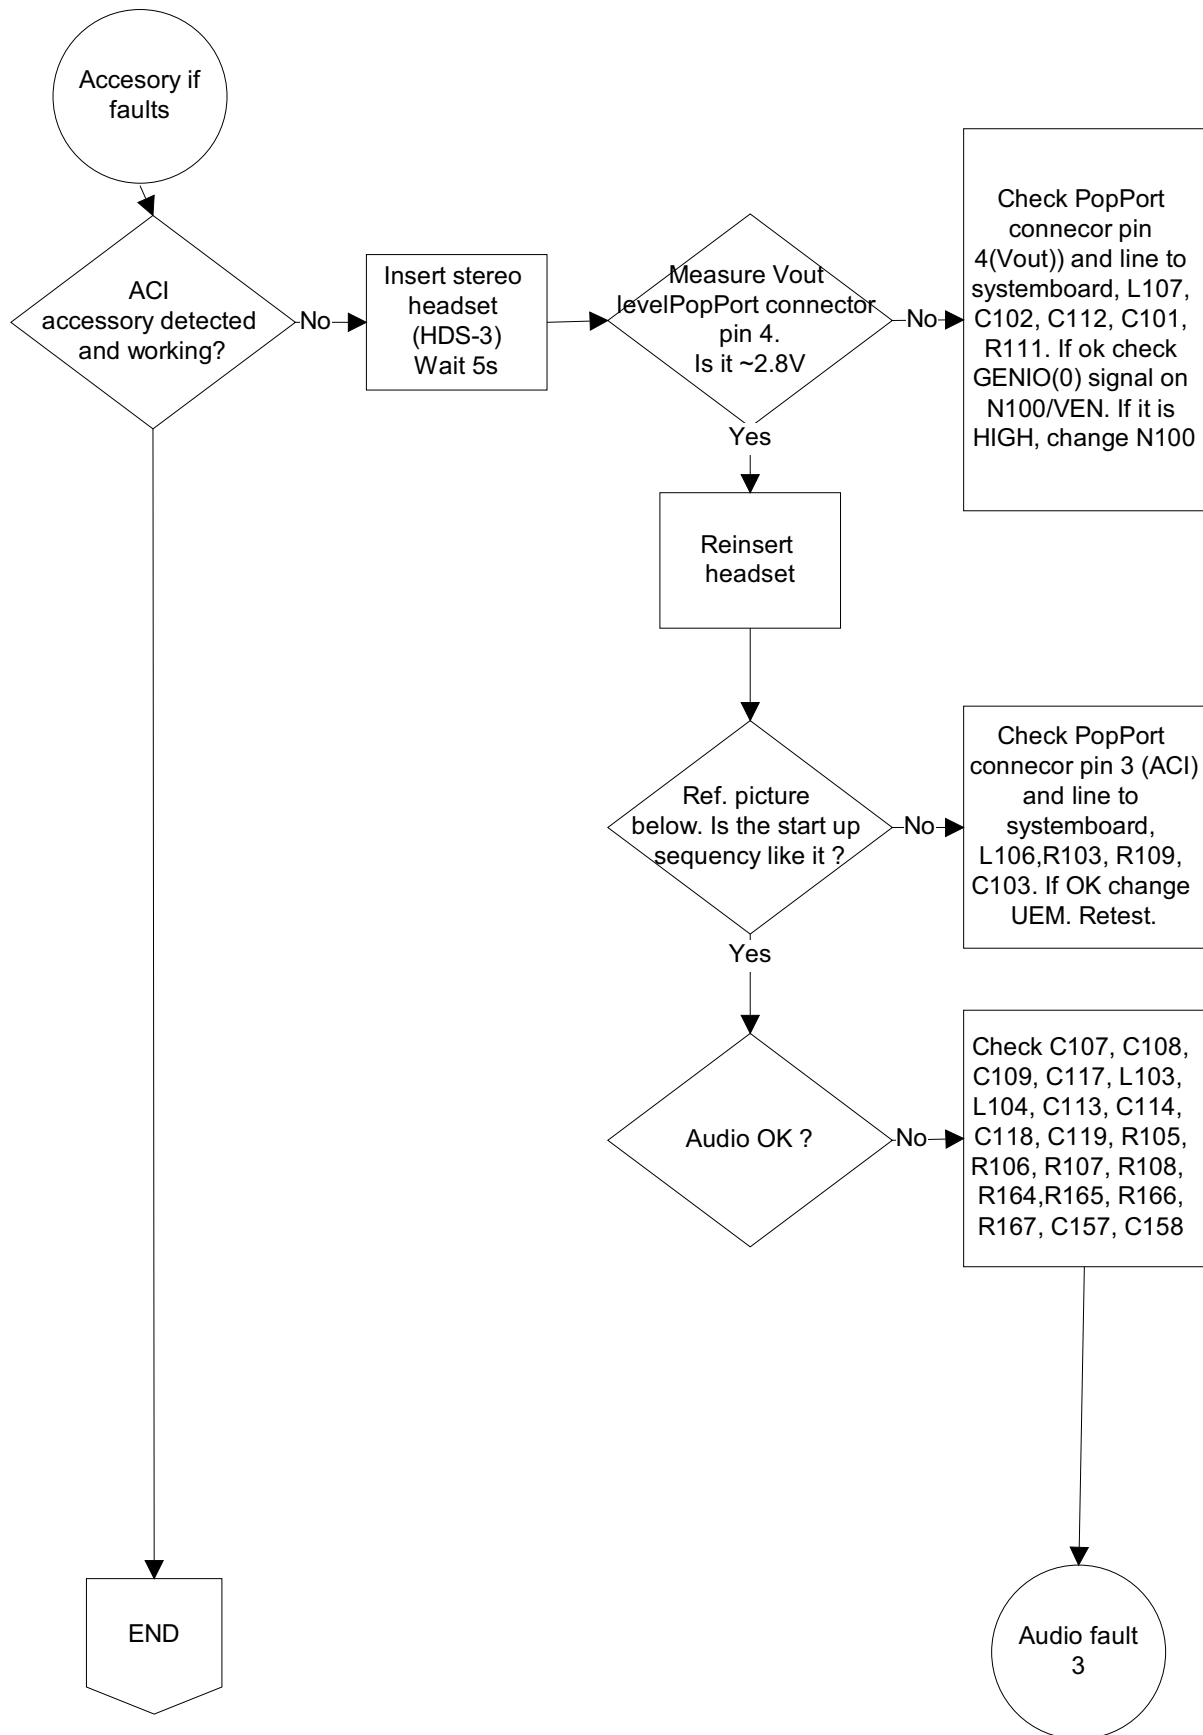 Accesory if
faults
ACI
accessory detected
and working?
No
Insert stereo
headset
(HDS-3)
Wait 5s
Measure Vout
levelPopPort connector
pin 4.
Is it ~2.8V
No
Check PopPort
connecor pin
4(Vout)) and line to
systemboard, L107,
C102, C112, C101,
R111. If ok check
GENIO(0) signal on
N100/VEN. If it is
HIGH, change N100
Yes
Reinsert
headset
Ref. picture
below. Is the start up
sequency like it ?
No
Check PopPort
connecor pin 3 (ACI)
and line to
systemboard,
L106,R103, R109,
C103. If OK change
UEM. Retest.
Yes
Audio OK ?
No
Check C107, C108,
C109, C117, L103,
L104, C113, C114,
C118, C119, R105,
R106, R107, R108,
R164,R165, R166,
R167, C157, C158
END
Audio fault
3